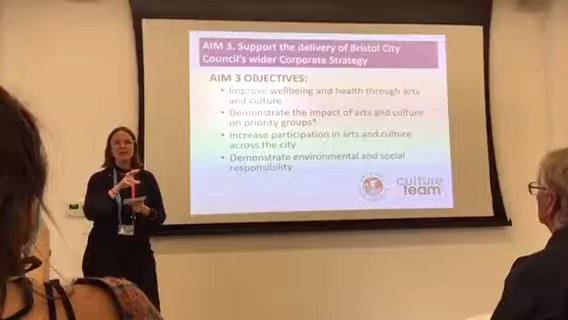 AIM 3. Support the delivery of Bristol City
Council's wider Corporate Strategy
AIM 3 OBJECTIVES:
• Improve wellbeing and health through arts
and culture
• Demonstrate the impact of arts and culture
on priority groups*
• Increase participation in arts and culture
across the city
• Demonstrate environmental and social
responsibility
culture
team